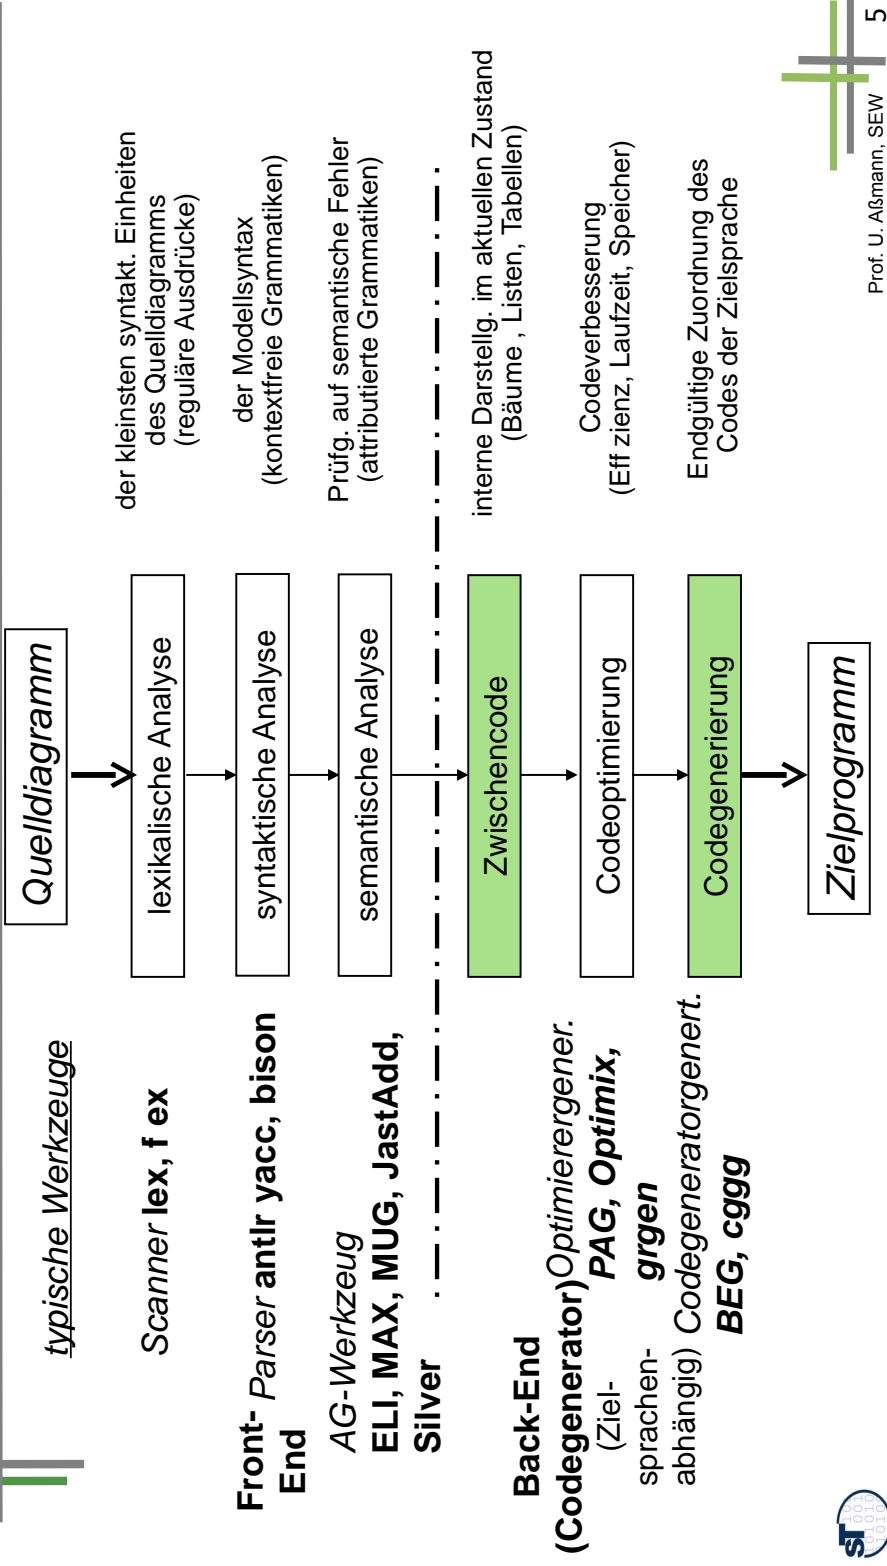 Quelldiagramm
typische Werkzeuge
Scanner lex, f ex
lexikalische Analyse
der kleinsten syntakt. Einheiten
des Quelldiagramms
(reguläre Ausdrücke)
Front-
End
Parser antlr yacc, bison
syntaktische Analyse
der Modellsyntax
(kontextfreie Grammatiken)
AG-Werkzeug
ELI, MAX, MUG, JastAdd,
Silver
semantische Analyse
Prüfg. auf semantische Fehler
(attributierte Grammatiken)
Back-End
(Codegenerator)
(Ziel-
sprachen-
abhängig)
Zwischencode
interne Darstellg. im aktuellen Zustand
(Bäume , Listen, Tabellen)
Optimierergener.
PAG, Optimix,
grgen
Codeoptimierung
Codeverbesserung
(Eff zienz, Laufzeit, Speicher)
Codegeneratorgenert.
BEG, cggg
Codegenerierung
Endgültige Zuordnung des
Codes der Zielsprache
Zielprogramm
ST
Prof. U. Aßmann, SEW
5